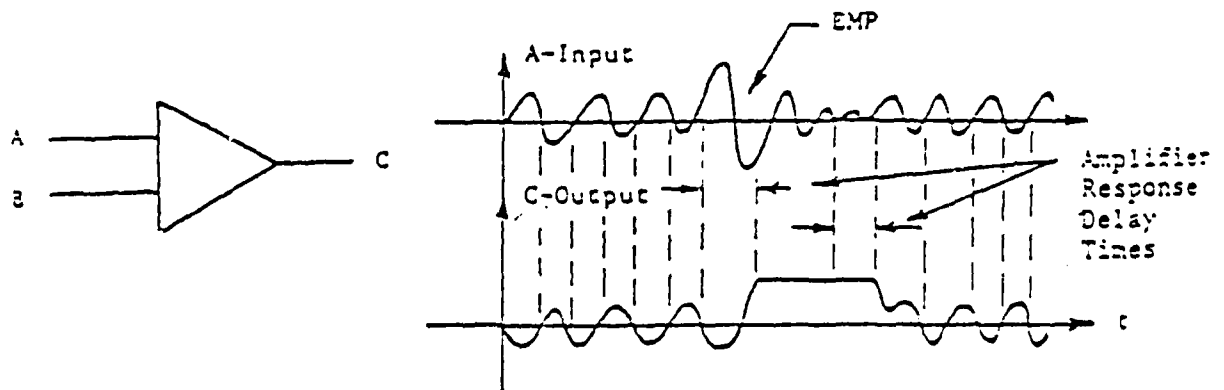 EMP
A-Input
A
B
C
C-Output
Amplifier
Response
Delay
Times
t